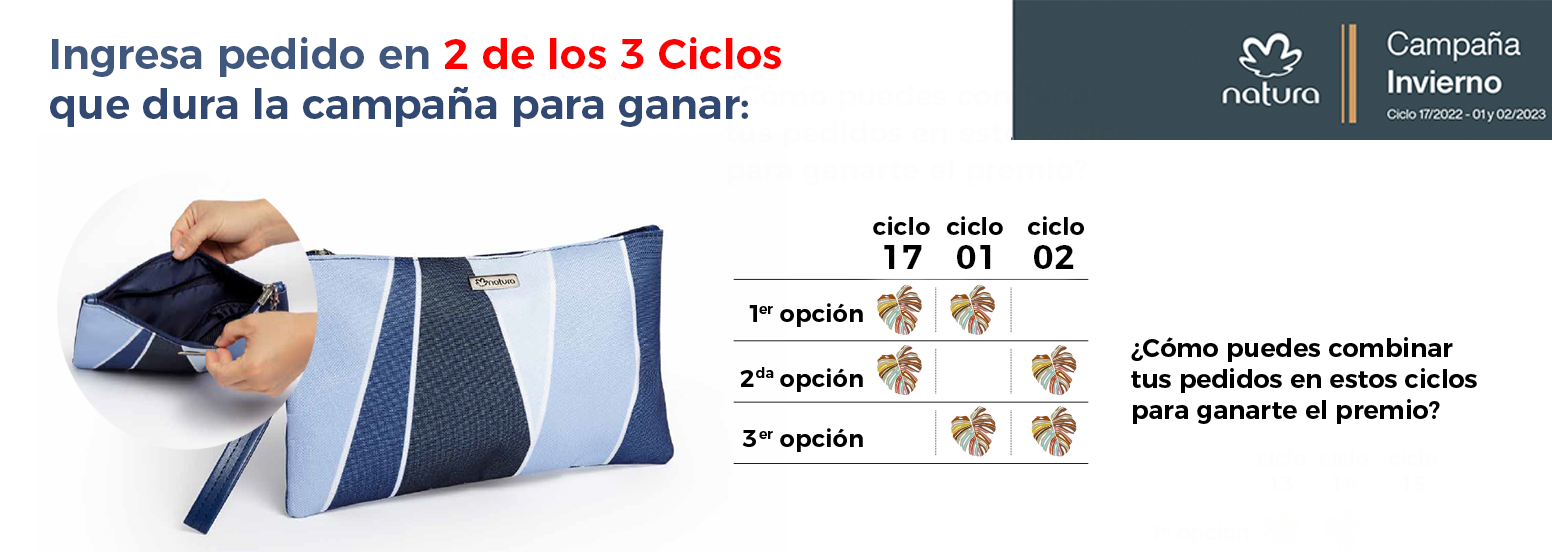 Ingresa pedido en 2 de los 3 Ciclos
que dura la campaña para ganar:
natura
Campaña
Invierno
Ciclo 17/2022 - 01 y 02/2023
natura
ciclo ciclo ciclo
17 01 02
1er opción
2da opción
3er opción
¿Cómo puedes combinar
tus pedidos en estos ciclos
para ganarte el premio?